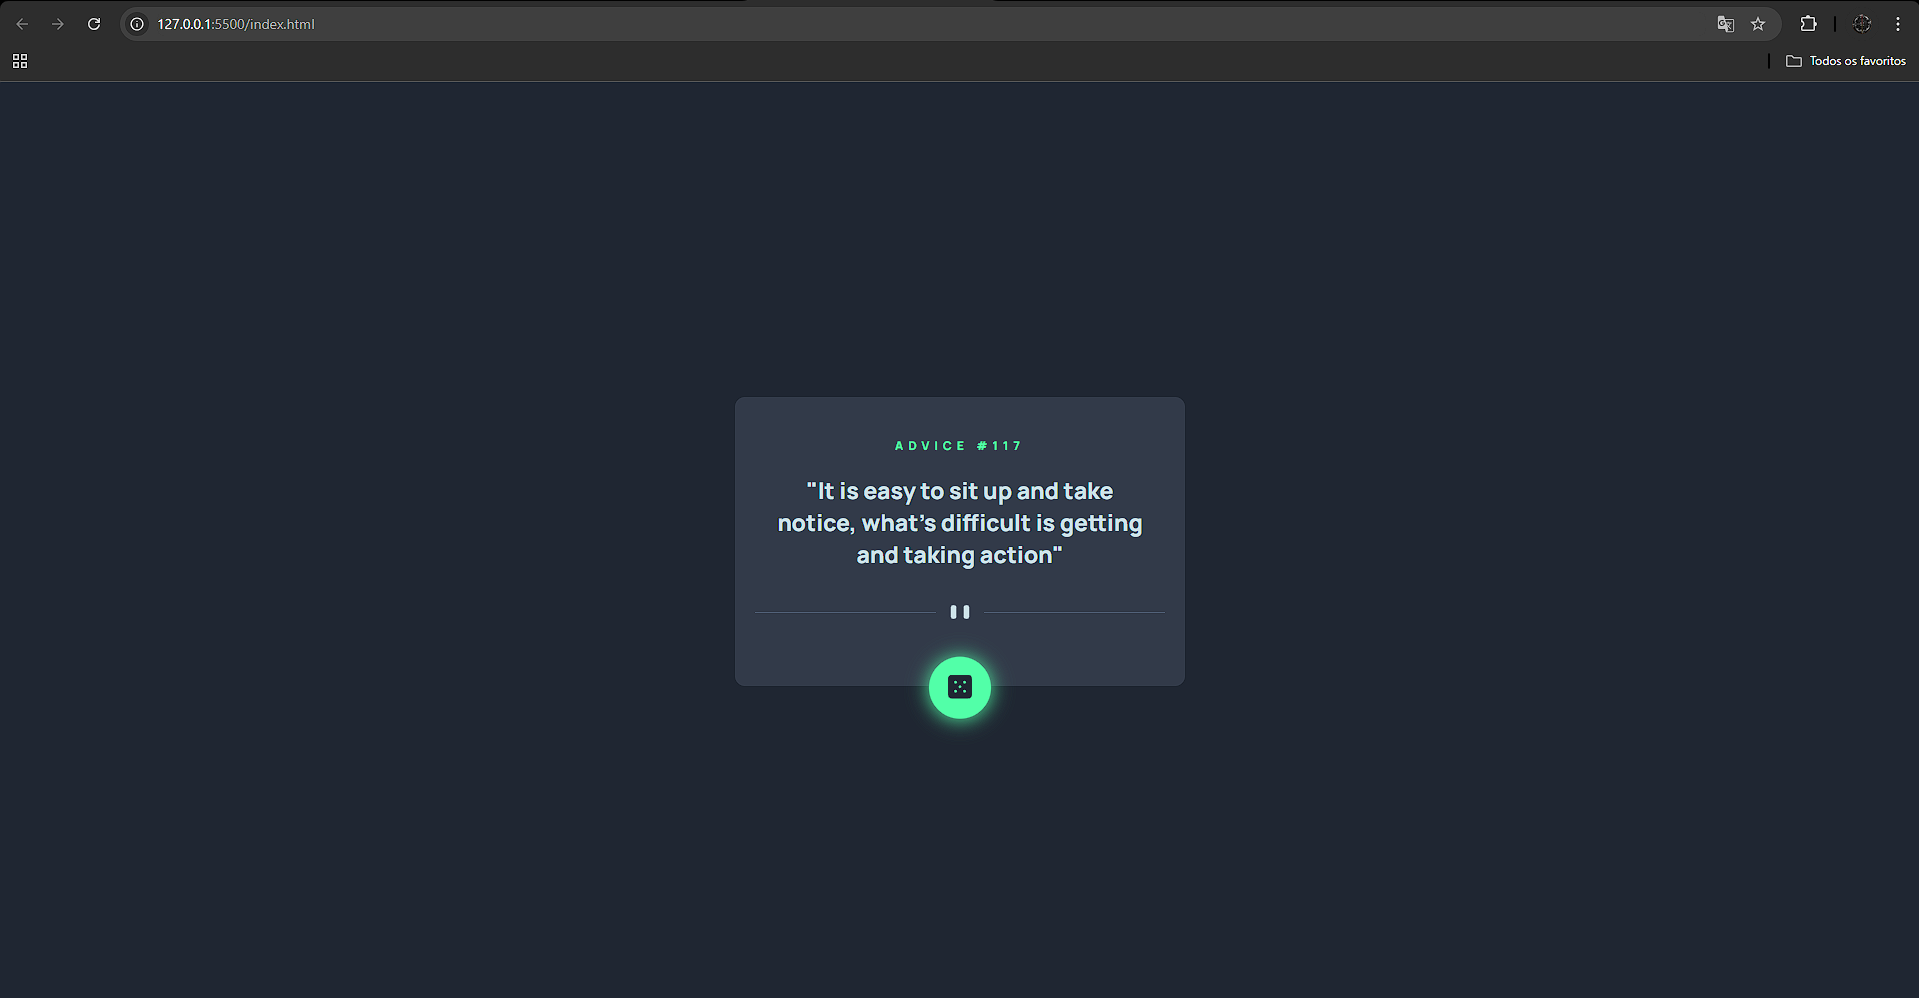 127.0.0.1:5500/index.html
Todos os favoritos
ADVICE #117
"It is easy to sit up and take
notice, what's difficult is getting
and taking action"